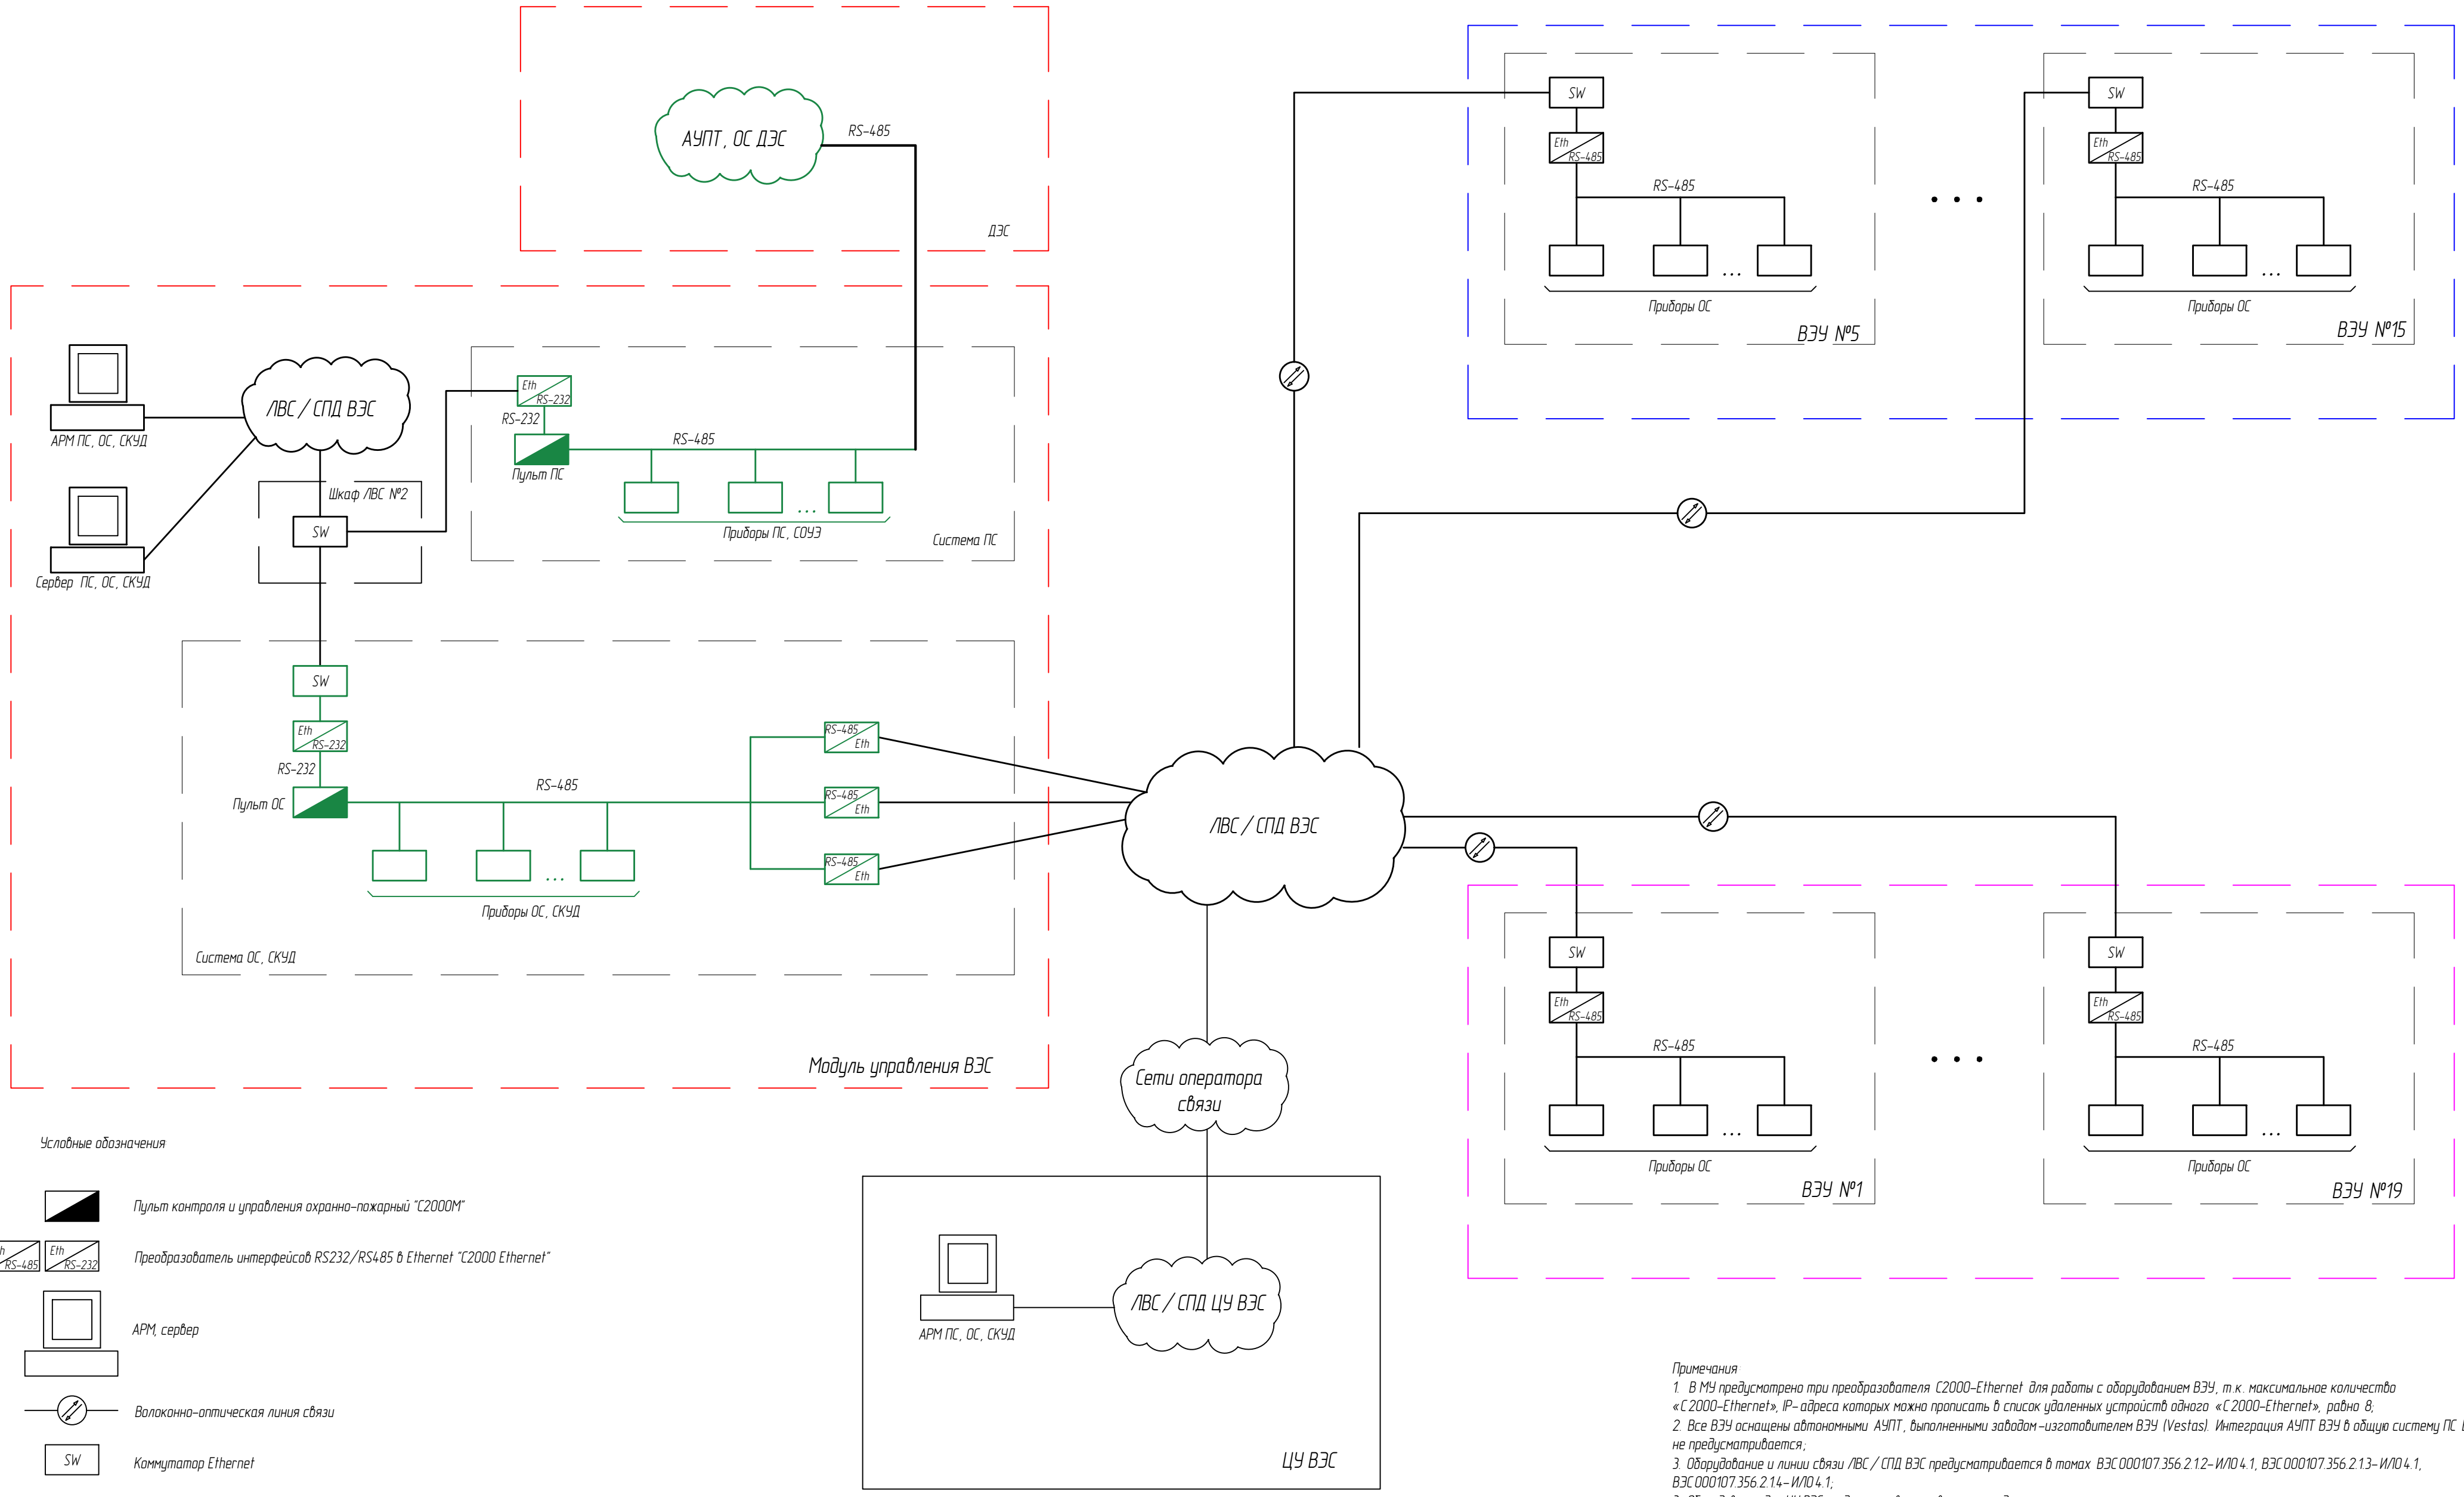 АУПТ, ОС ДЭС
RS-485
ДЭС
ЛВС/СПД ВЭС
АРМ ПС, ОС, СКУД
Сервер ПС, ОС, СКУД
Шкаф ЛВС №2
SW
Eth
RS-232
RS-232
Пульт ПС
RS-485
Приборы ПС, СОУЭ
Система ПС
SW
Eth
RS-232
RS-232
Пульт ОС
RS-485
Приборы ОС, СКУД
RS-485
Eth
RS-485
Eth
RS-485
Eth
Система ОС, СКУД
Модуль управления ВЭС
ЛВС/СПД ВЭС
SW
Eth
RS-485
RS-485
...
Приборы ОС
ВЭУ №5
SW
Eth
RS-485
RS-485
...
Приборы ОС
ВЭУ №15
SW
Eth
RS-485
RS-485
...
Приборы ОС
ВЭУ №1
SW
Eth
RS-485
RS-485
...
Приборы ОС
ВЭУ №19
Сети оператора
связи
ЛВС/СПД ЦУ ВЭС
АРМ ПС, ОС, СКУД
ЦУ ВЭС
Условные обозначения
Пульт контроля и управления охранно-пожарный "С2000М"
RS-485
Eth
RS-232
Преобразователь интерфейсов RS232/RS485 в Ethernet "С2000 Ethernet"
АРМ, сервер
Волоконно-оптическая линия связи
SW
Коммутатор Ethernet
Примечания
1. В МУ предусмотрено три преобразователя С2000-Ethernet для работы с оборудованием ВЭУ, т.к. максимальное количество
«С2000-Ethernet», IP-адреса которых можно прописать в список удаленных устройств одного «С2000-Ethernet», равно 8;
2. Все ВЭУ оснащены автономными АУПТ, выполненными заводом-изготовителем ВЭУ (Vestas). Интеграция АУПТ ВЭУ в общую систему ПС
не предусматривается;
3. Оборудование и линии связи ЛВС/СПД ВЭС предусматривается в томах ВЭС000107.356.2.1.2-ИЛО4.1, ВЭС000107.356.2.1.3-ИЛО4.1,
ВЭС000107.356.2.1.4-ИЛО4.1;